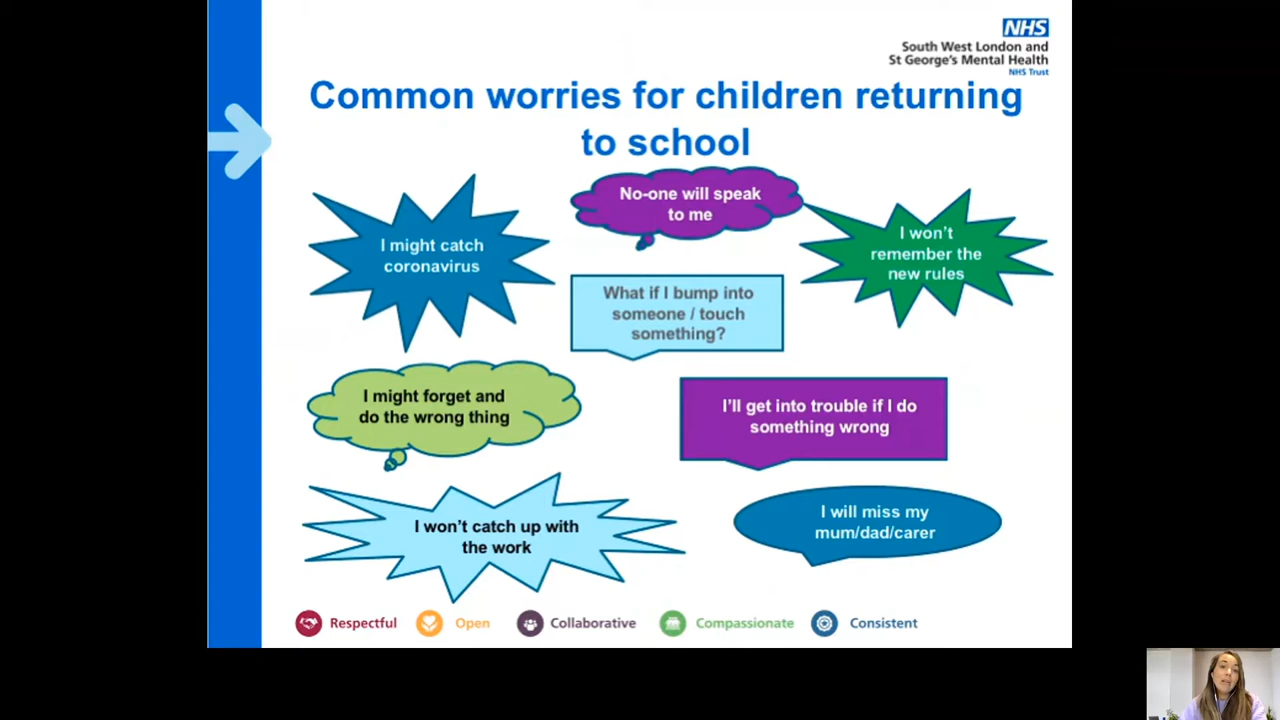 NHS
South West London and
St George's Mental Health
NHS Trust
Common worries for children returning
to school
No-one will speak
to me
I might catch
coronavirus
I won't
remember the
new rules
What if I bump into
someone / touch
something?
I might forget and
do the wrong thing
I'll get into trouble if I do
something wrong
I won't catch up with
the work
I will miss my
mum/dad/carer
Respectful
Open
Collaborative
Compassionate
Consistent